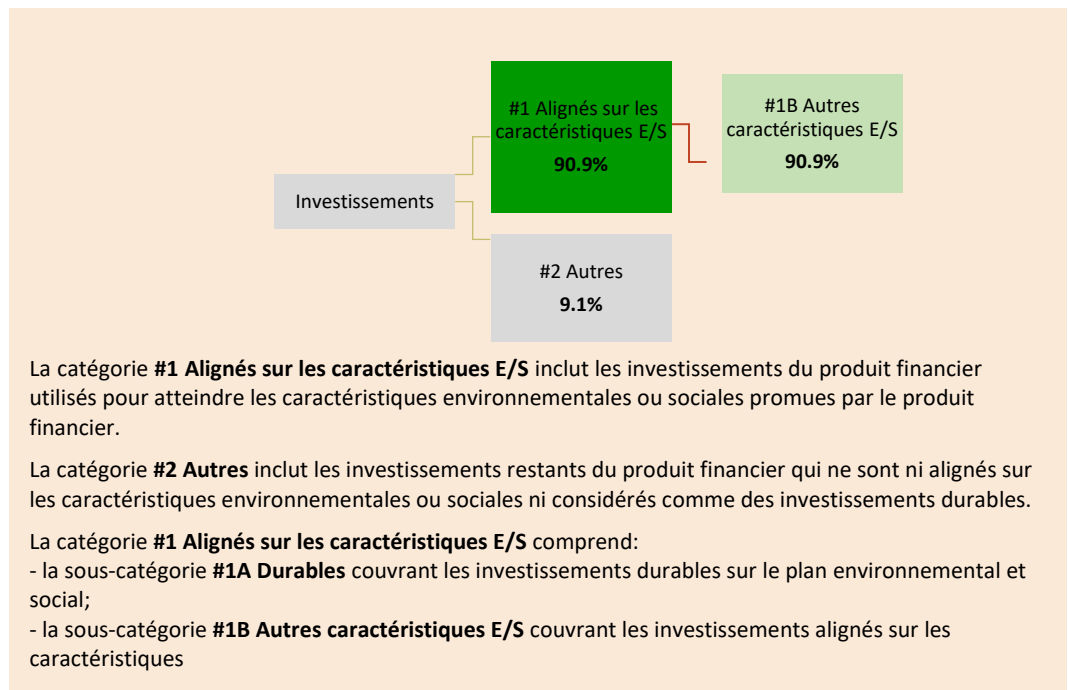 #1 Alignés sur les
caractéristiques E/S
90.9%
#1B Autres
caractéristiques E/S
90.9%
Investissements
#2 Autres
9.1%
La catégorie #1 Alignés sur les caractéristiques E/S inclut les investissements du produit financier
utilisés pour atteindre les caractéristiques environnementales ou sociales promues par le produit
financier.
La catégorie #2 Autres inclut les investissements restants du produit financier qui ne sont ni alignés sur
les caractéristiques environnementales ou sociales ni considérés comme des investissements durables.
La catégorie #1 Alignés sur les caractéristiques E/S comprend:
- la sous-catégorie #1A Durables couvrant les investissements durables sur le plan environnemental et
social;
- la sous-catégorie #1B Autres caractéristiques E/S couvrant les investissements alignés sur les
caractéristiques